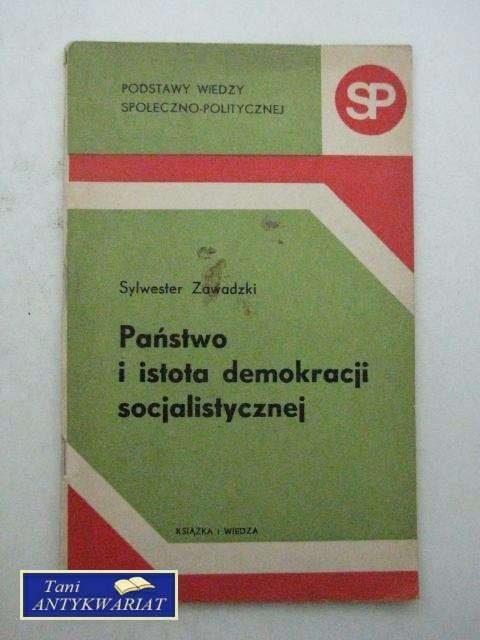 PODSTAWY WIEDZY
SPOŁECZNO-POLITYCZNEJ
SP
Sylwester Zawadzki
Państwo
i istota demokracji
socjalistycznej
KSIĄŻKA i WIEDZA
Tani
ANTYKWARIAT